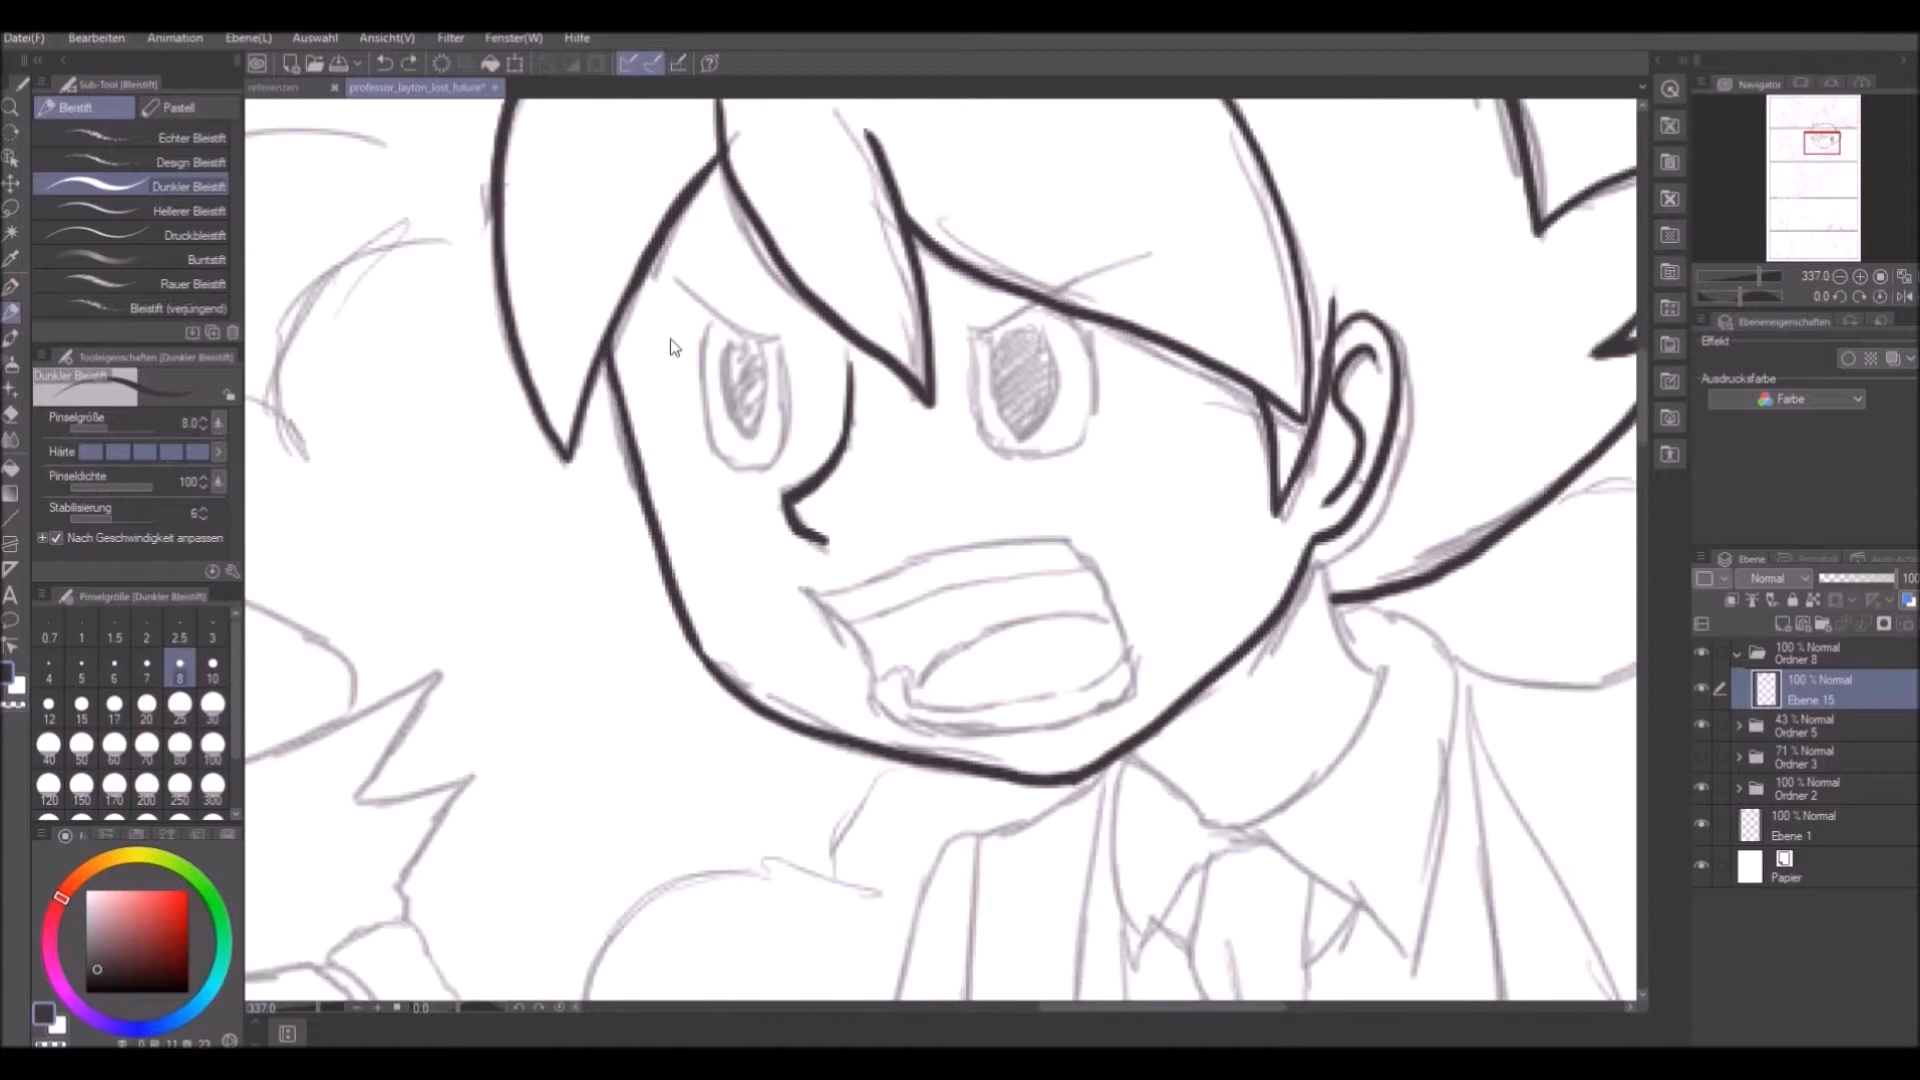 Datei(F) Bearbeiten Animation Ebene(L) Auswahl Ansicht(V) Filter Fenster(W) Hilfe
Sub-Tool [Bleistift]
referenzen
professor_layton_lost_future*
Navigator
Bleistift
Pastell
Echter Bleistift
Design Bleistift
Dunkler Bleistift
Hellerer Bleistift
Druckbleistift
Buntstift
Rauer Bleistift
Bleistift (verjüngend)
Tooleigenschaften [Dunkler Bleistift]
Dunkler Bleistift
Pinselgröße 8.0
Härte
Pinseldichte 100
Stabilisierung 6
Nach Geschwindigkeit anpassen
Pinselgröße [Dunkler Bleistift]
0.7 1 1.5 2 2.5 3
4 5 6 7 8 10
12 15 17 20 25 30
40 50 60 70 80 100
120 150 170 200 250 300
0 11 23
337.0
0.0
337.0
0.0
Ebeneneigenschaften
Effekt
Ausdrucksfarbe
Farbe
Ebene
Normal 100
100 % Normal
Ordner 8
100 % Normal
Ebene 15
43 % Normal
Ordner 5
71 % Normal
Ordner 3
100 % Normal
Ordner 2
100 % Normal
Ebene 1
Papier